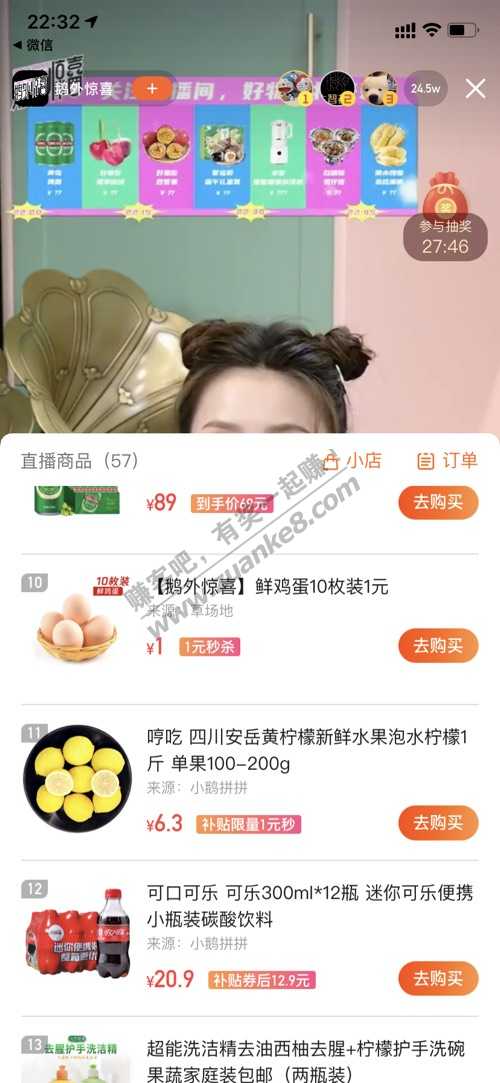 22:32
微信
鹅外惊喜
+
1
2
3
24.5w
参与抽奖
27:46
直播商品（57）
小店
订单
¥89
到手价69元
去购买
10
10枚装
鲜鸡蛋
【鹅外惊喜】鲜鸡蛋10枚装1元
来源：草场地
¥1
1元秒杀
去购买
11
哼吃 四川安岳黄柠檬新鲜水果泡水柠檬1
斤 单果100-200g
来源：小鹅拼拼
¥6.3
补贴限量1元秒
去购买
12
可口可乐 可乐300ml*12瓶 迷你可乐便携
小瓶装碳酸饮料
来源：小鹅拼拼
¥20.9
补贴券后12.9元
去购买
13
去腥护手洗洁精
超能洗洁精去油西柚去腥+柠檬护手洗碗
果蔬家庭装包邮（两瓶装）
赚客吧，有奖一起赚！
www.zuanke8.com